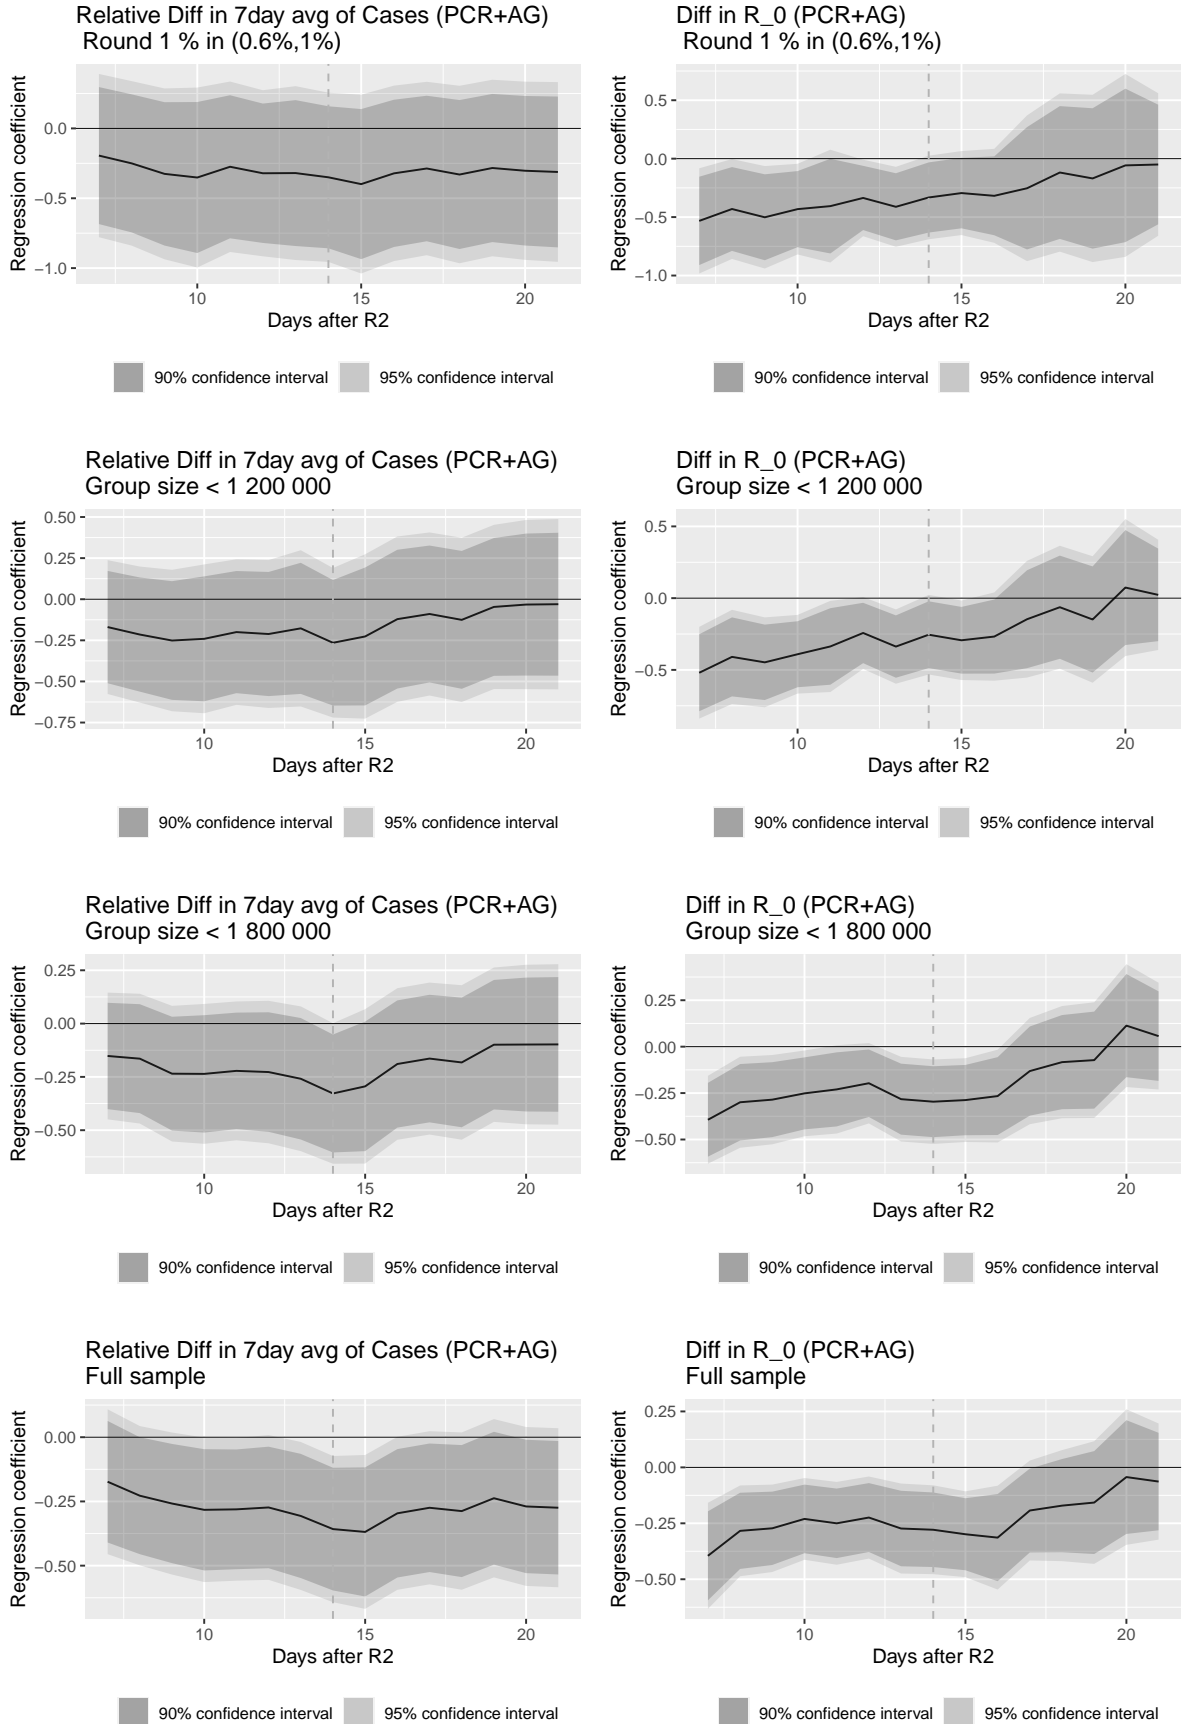 Relative Diff in 7day avg of Cases (PCR+AG)
Round 1 % in (0.6%,1%)
Regression coefficient
0.0
−0.5
−1.0
10
15
20
Days after R2
90% confidence interval
95% confidence interval
Diff in R_0 (PCR+AG)
Round 1 % in (0.6%,1%)
Regression coefficient
0.5
0.0
−0.5
−1.0
10
15
20
Days after R2
90% confidence interval
95% confidence interval
Relative Diff in 7day avg of Cases (PCR+AG)
Group size < 1 200 000
Regression coefficient
0.50
0.25
0.00
−0.25
−0.50
−0.75
10
15
20
Days after R2
90% confidence interval
95% confidence interval
Diff in R_0 (PCR+AG)
Group size < 1 200 000
Regression coefficient
0.5
0.0
−0.5
10
15
20
Days after R2
90% confidence interval
95% confidence interval
Relative Diff in 7day avg of Cases (PCR+AG)
Group size < 1 800 000
Regression coefficient
0.25
0.00
−0.25
−0.50
10
15
20
Days after R2
90% confidence interval
95% confidence interval
Diff in R_0 (PCR+AG)
Group size < 1 800 000
Regression coefficient
0.25
0.00
−0.25
−0.50
10
15
20
Days after R2
90% confidence interval
95% confidence interval
Relative Diff in 7day avg of Cases (PCR+AG)
Full sample
Regression coefficient
0.00
−0.25
−0.50
10
15
20
Days after R2
90% confidence interval
95% confidence interval
Diff in R_0 (PCR+AG)
Full sample
Regression coefficient
0.25
0.00
−0.25
−0.50
10
15
20
Days after R2
90% confidence interval
95% confidence interval